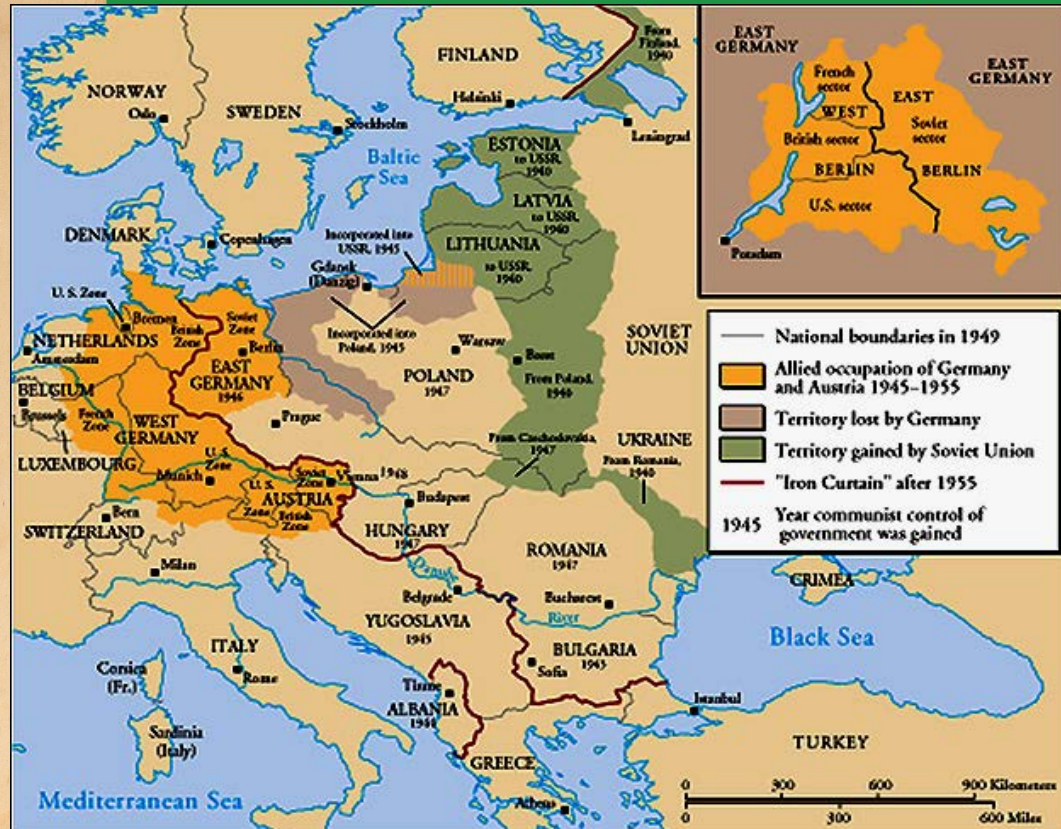 NORWAY
Oslo
SWEDEN
Stockholm
FINLAND
Helsinki
From
Finland,
1940
Leningrad
Baltic
Sea
ESTONIA
to USSR,
1940
LATVIA
to USSR,
1940
LITHUANIA
to USSR,
1940
DENMARK
Copenhagen
Incorporated into
USSR, 1945
Gdansk
(Danzig)
Incorporated into
Poland, 1945
U. S. Zone
Bremen
British
Zone
Soviet
Zone
NETHERLANDS
Amsterdam
Berlin
EAST
GERMANY
1946
Warsaw
POLAND
1947
Brest
From Poland,
1940
SOVIET
UNION
BELGIUM
Brussels
French
Zone
WEST
GERMANY
LUXEMBOURG
Prague
From Czechoslovakia,
1947
UKRAINE
From Romania,
1940
U. S.
Zone
Munich
Soviet
Zone
Vienna
1948
U. S.
Zone
AUSTRIA
British
Zone
Bern
SWITZERLAND
Budapest
HUNGARY
1947
ROMANIA
1947
Milan
Danube
River
Belgrade
Bucharest
CRIMEA
YUGOSLAVIA
1945
BULGARIA
1945
Sofia
Black Sea
ITALY
Rome
Corsica
(Fr.)
Sardinia
(Italy)
Tirane
ALBANIA
1944
Istanbul
TURKEY
GREECE
Athens
Mediterranean Sea
0 300 600 900 Kilometers
0 300 600 Miles
EAST
GERMANY
EAST
GERMANY
French
sector
WEST
EAST
Soviet
sector
British sector
BERLIN
BERLIN
U.S. sector
Potsdam
National boundaries in 1949
Allied occupation of Germany
and Austria 1945–1955
Territory lost by Germany
Territory gained by Soviet Union
"Iron Curtain" after 1955
1945 Year communist control of
government was gained